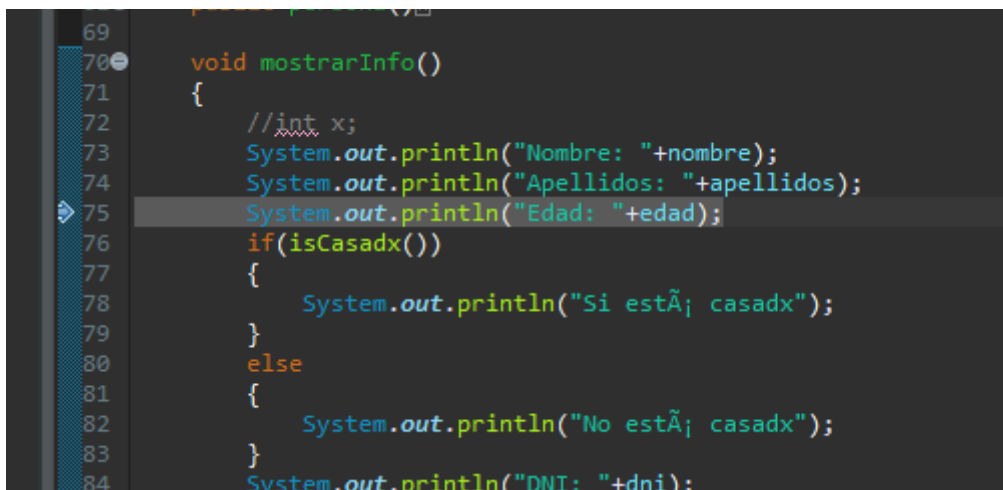 69
70 void mostrarInfo()
71 {
72 //int x;
73 System.out.println("Nombre: "+nombre);
74 System.out.println("Apellidos: "+apellidos);
75 System.out.println("Edad: "+edad);
76 if(isCasadx())
77 {
78 System.out.println("Si estÃ¡ casadx");
79 }
80 else
81 {
82 System.out.println("No estÃ¡ casadx");
83 }
84 System.out.println("DNI: "+dni);